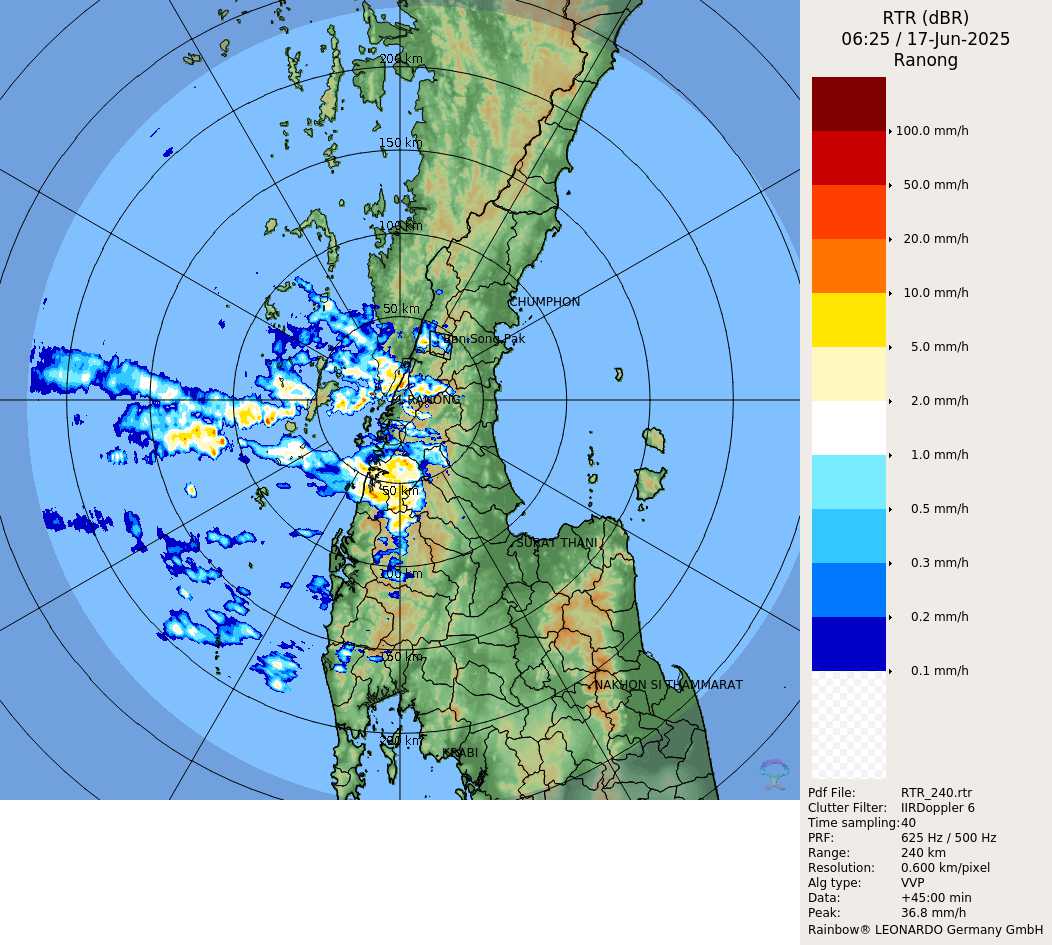 RTR (dBR)
06:25 / 17-Jun-2025
Ranong
100.0 mm/h
50.0 mm/h
20.0 mm/h
10.0 mm/h
5.0 mm/h
2.0 mm/h
1.0 mm/h
0.5 mm/h
0.3 mm/h
0.2 mm/h
0.1 mm/h
200 km
150 km
100 km
50 km
CHUMPHON
Ban Song Pak
RANONG
50 km
SURAT THANI
100 km
150 km
NAKHON SI THAMMARAT
200 km
KRABI
Pdf File: RTR_240.rtr
Clutter Filter: IIRDoppler 6
Time sampling: 40
PRF: 625 Hz / 500 Hz
Range: 240 km
Resolution: 0.600 km/pixel
Alg type: VVP
Data: +45:00 min
Peak: 36.8 mm/h
Rainbow® LEONARDO Germany GmbH